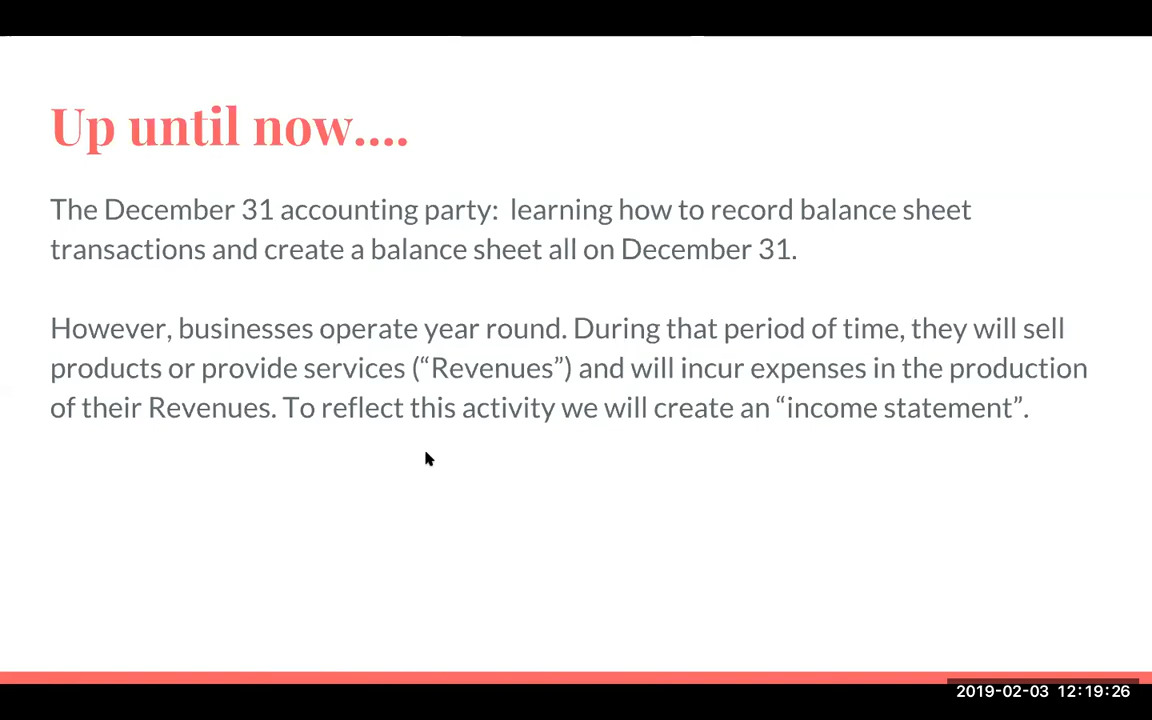 Up until now....
The December 31 accounting party:  learning how to record balance sheet
transactions and create a balance sheet all on December 31.
However, businesses operate year round. During that period of time, they will sell
products or provide services (“Revenues”) and will incur expenses in the production
of their Revenues. To reflect this activity we will create an “income statement”.
2019-02-03 12:19:26